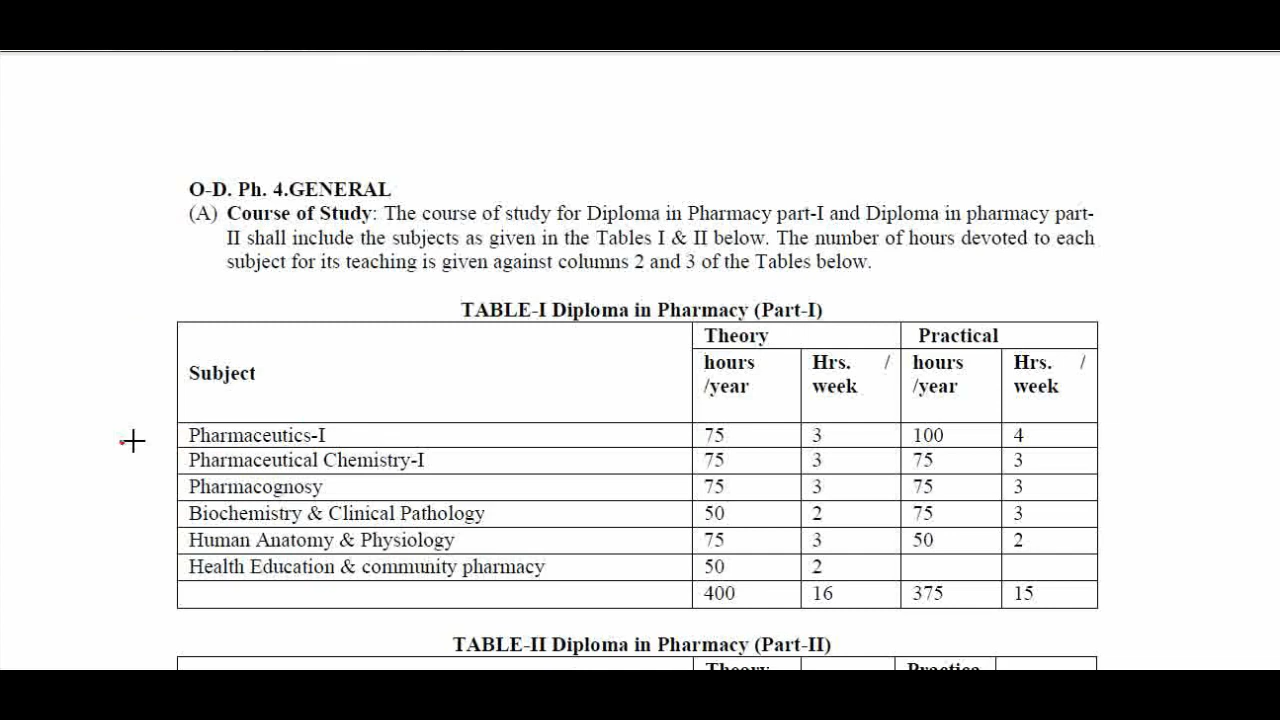 O-D. Ph. 4.GENERAL
(A) Course of Study: The course of study for Diploma in Pharmacy part-I and Diploma in pharmacy part-
II shall include the subjects as given in the Tables I & II below. The number of hours devoted to each
subject for its teaching is given against columns 2 and 3 of the Tables below.
TABLE-I Diploma in Pharmacy (Part-I)
Subject Theory Practical
hours /year Hrs. / week hours /year Hrs. / week
Pharmaceutics-I 75 3 100 4
Pharmaceutical Chemistry-I 75 3 75 3
Pharmacognosy 75 3 75 3
Biochemistry & Clinical Pathology 50 2 75 3
Human Anatomy & Physiology 75 3 50 2
Health Education & community pharmacy 50 2
400 16 375 15
TABLE-II Diploma in Pharmacy (Part-II)
Theory Practica